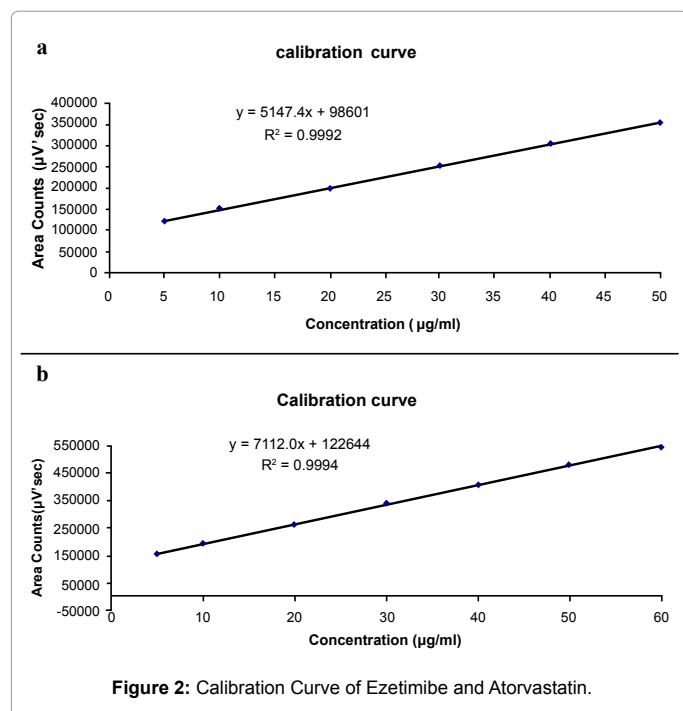 a
calibration curve
y = 5147.4x + 98601
R² = 0.9992
Area Counts (µV' sec)
400000
350000
300000
250000
200000
150000
100000
50000
0
0 5 10 20 30 35 40 45 50
Concentration ( µg/ml)
b
Calibration curve
y = 7112.0x + 122644
R² = 0.9994
Area Counts(µV' sec)
550000
450000
350000
250000
150000
50000
-50000
0 10 20 30 40 50 60
Concentration (µg/ml)
Figure 2: Calibration Curve of Ezetimibe and Atorvastatin.